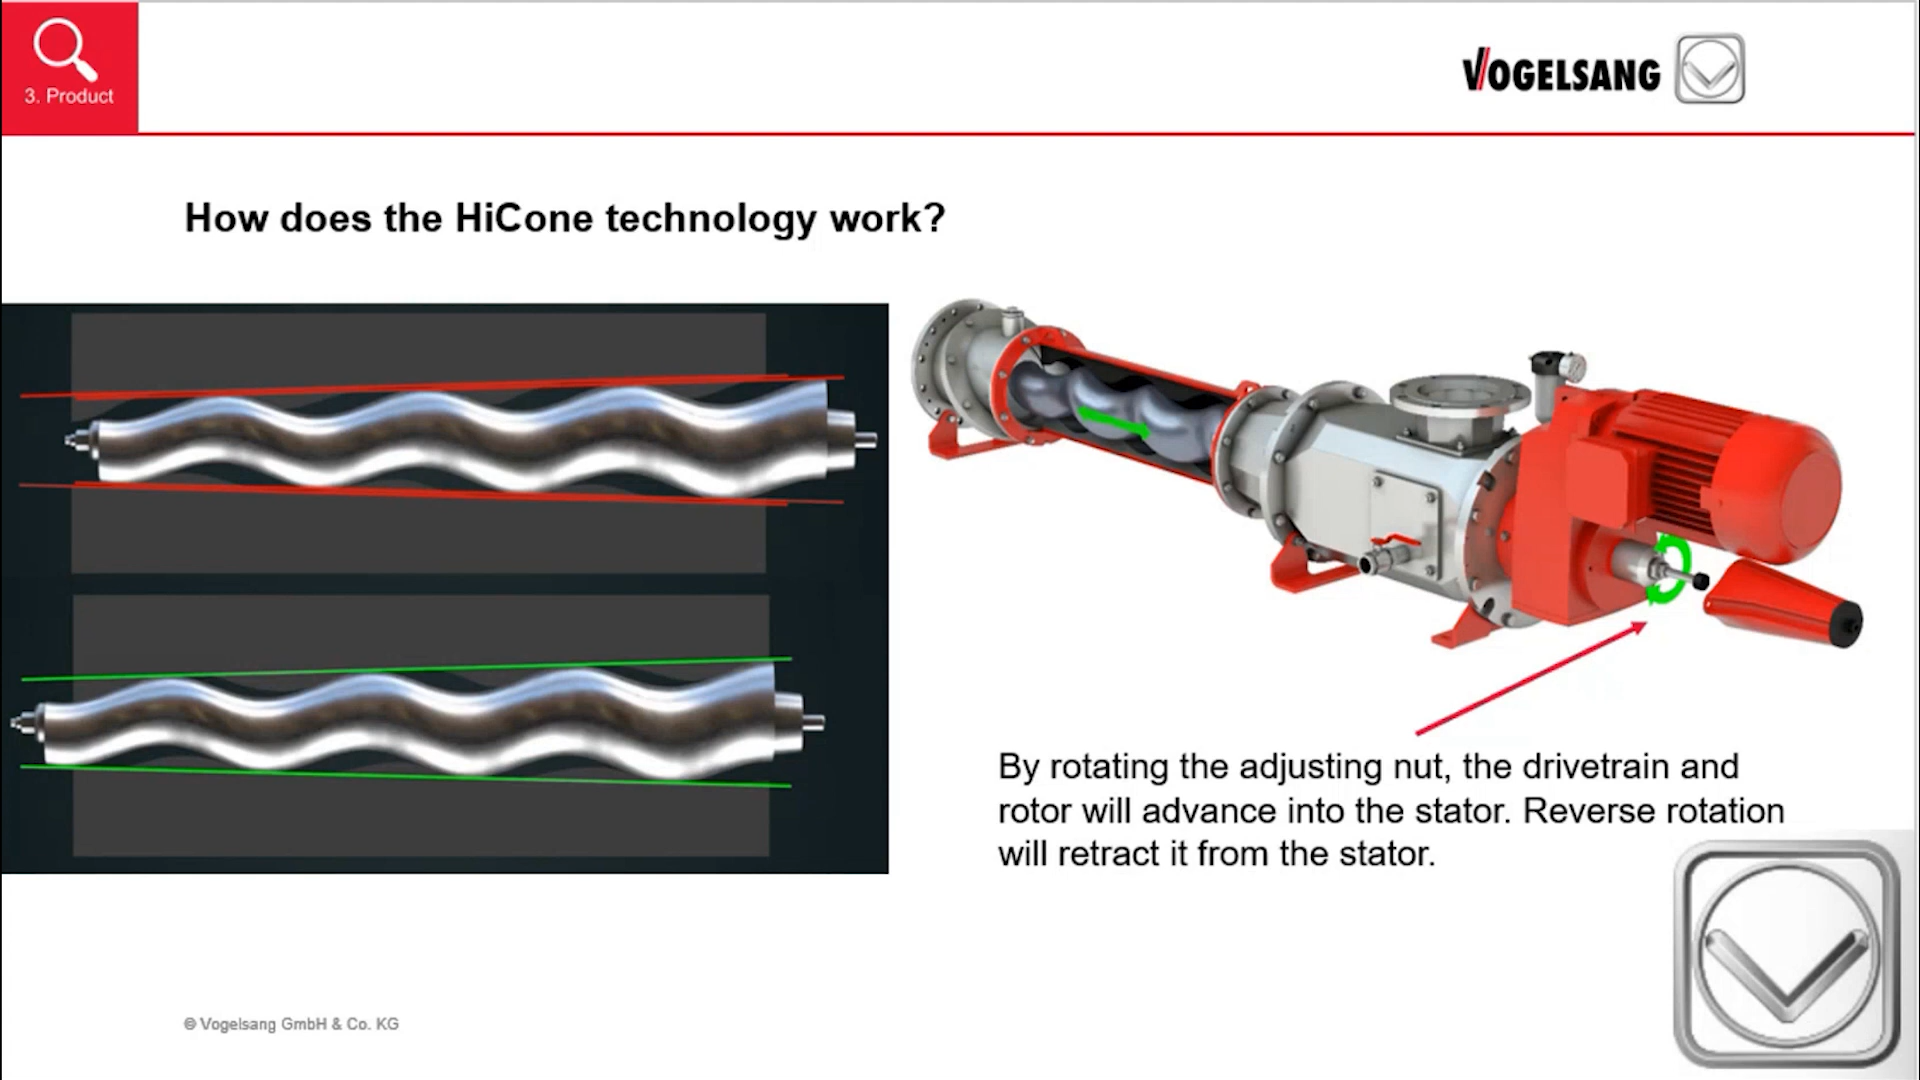 3. Product
VOGELSANG
How does the HiCone technology work?
By rotating the adjusting nut, the drivetrain and
rotor will advance into the stator. Reverse rotation
will retract it from the stator.
© Vogelsang GmbH & Co. KG